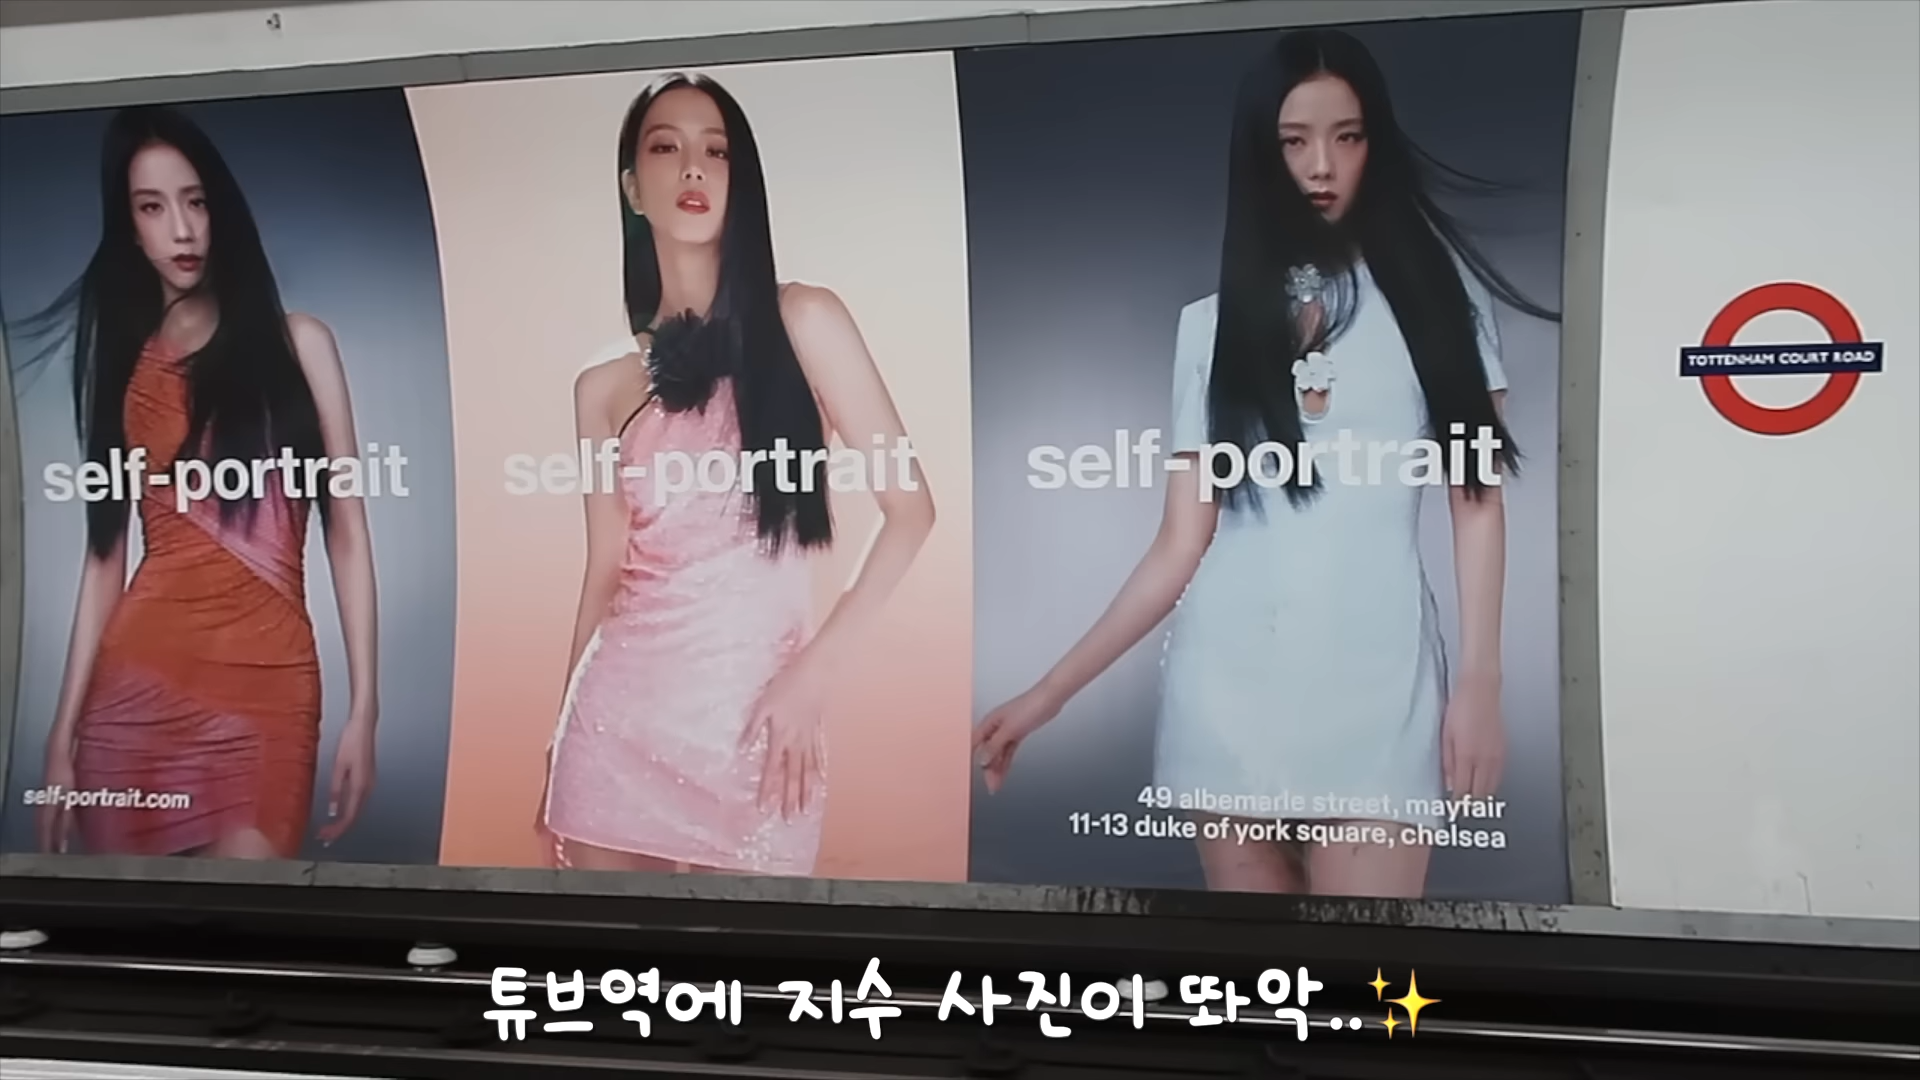 self-portrait
self-portrait.com
self-portrait
self-portrait
49 albemarle street, mayfair
11-13 duke of york square, chelsea
TOTTENHAM COURT ROAD
튜브역에 지수 사진이 똬악..✨